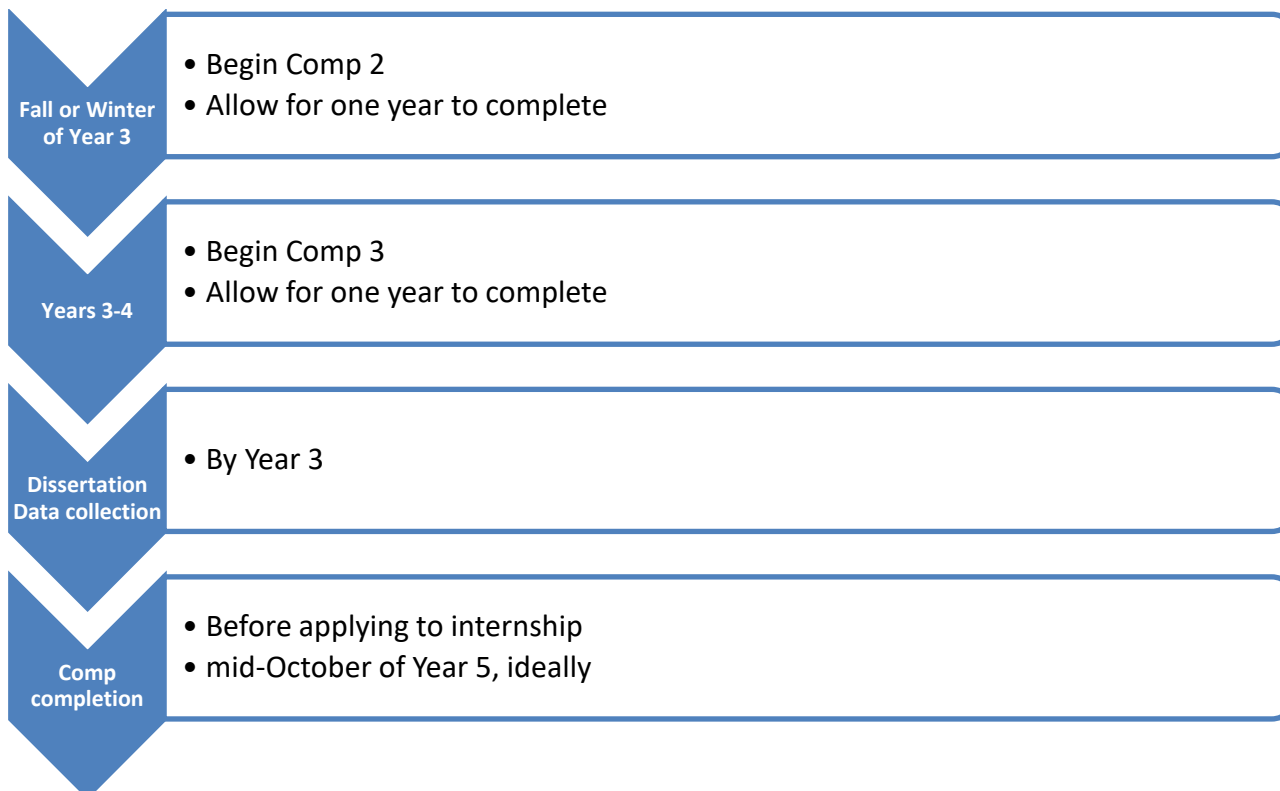 Fall or Winter
of Year 3
• Begin Comp 2
• Allow for one year to complete
Years 3-4
• Begin Comp 3
• Allow for one year to complete
Dissertation
Data collection
• By Year 3
Comp
completion
• Before applying to internship
• mid-October of Year 5, ideally